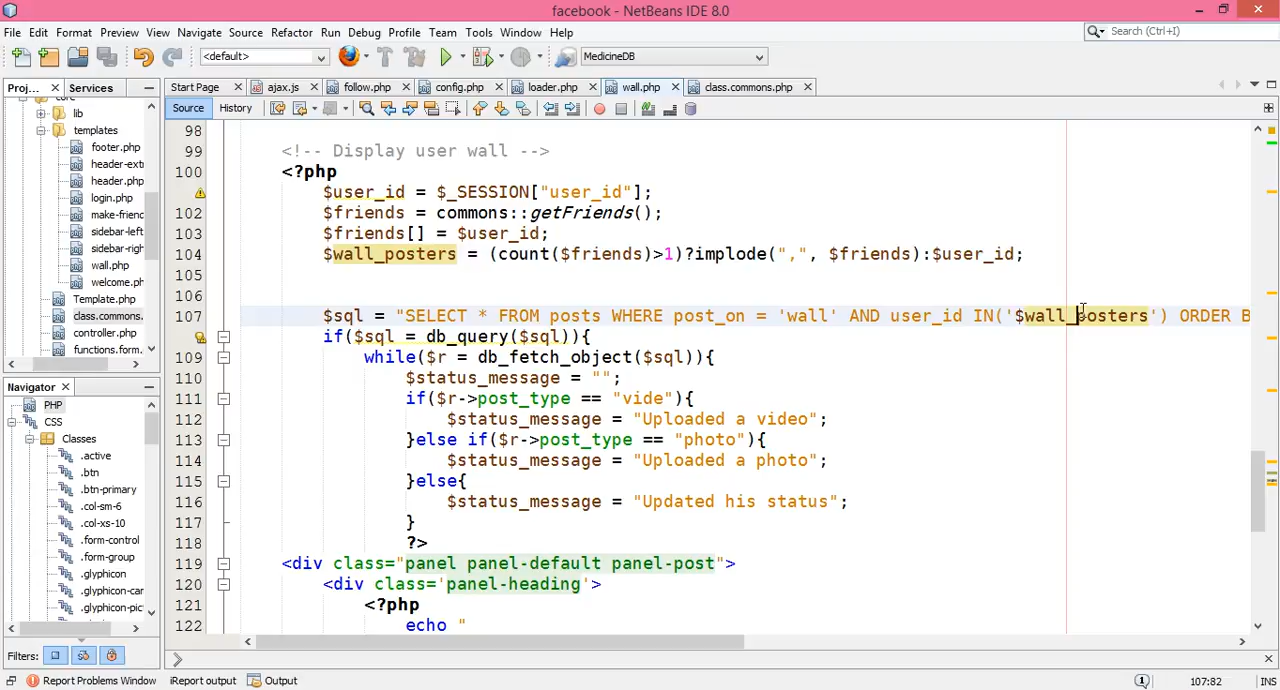 facebook - NetBeans IDE 8.0
File Edit Format Preview View Navigate Source Refactor Run Debug Profile Team Tools Window Help
Search (Ctrl+I)
<default>
MedicineDB
Proj... Services
Start Page ajax.js follow.php config.php loader.php wall.php class.commons.php
Source History
core
lib
templates
footer.php
header-ext
header.php
login.php
make-friend
sidebar-left
sidebar-righ
wall.php
welcome.ph
Template.php
class.commons.
controller.php
functions.form.
Navigator
PHP
CSS
Classes
.active
.btn
.btn-primary
.col-sm-6
.col-xs-10
.form-control
.form-group
.glyphicon
.glyphicon-car
.glyphicon-pic
Filters:
98
99 <!-- Display user wall -->
100 <?php
$user_id = $_SESSION["user_id"];
102 $friends = commons::getFriends();
103 $friends[] = $user_id;
104 $wall_posters = (count($friends)>1)?implode(",", $friends):$user_id;
105
106
107 $sql = "SELECT * FROM posts WHERE post_on = 'wall' AND user_id IN('$wall_posters') ORDER B
if($sql = db_query($sql)){
109 while($r = db_fetch_object($sql)){
110 $status_message = "";
111 if($r->post_type == "vide"){
112 $status_message = "Uploaded a video";
113 }else if($r->post_type == "photo"){
114 $status_message = "Uploaded a photo";
115 }else{
116 $status_message = "Updated his status";
117 }
118 ?>
119 <div class="panel panel-default panel-post">
120 <div class='panel-heading'>
121 <?php
122 echo "
Report Problems Window iReport output Output
1 107:82 INS